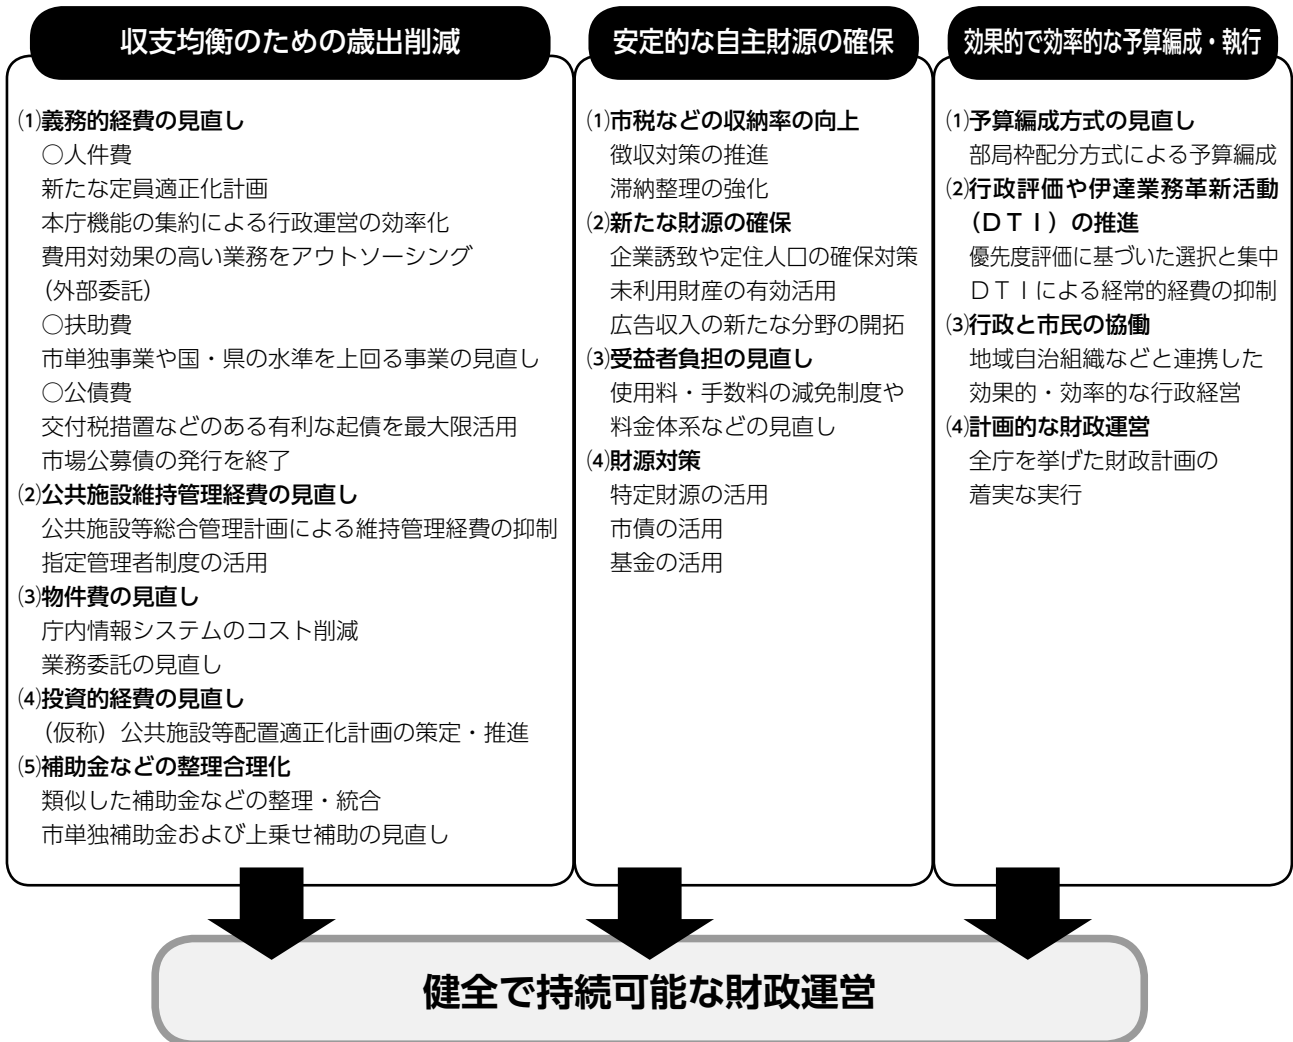 収支均衡のための歳出削減
⑴義務的経費の見直し
○人件費
新たな定員適正化計画
本庁機能の集約による行政運営の効率化
費用対効果の高い業務をアウトソーシング
（外部委託）
○扶助費
市単独事業や国・県の水準を上回る事業の見直し
○公債費
交付税措置などのある有利な起債を最大限活用
市場公募債の発行を終了
⑵公共施設維持管理経費の見直し
公共施設等総合管理計画による維持管理経費の抑制
指定管理者制度の活用
⑶物件費の見直し
庁内情報システムのコスト削減
業務委託の見直し
⑷投資的経費の見直し
（仮称）公共施設等配置適正化計画の策定・推進
⑸補助金などの整理合理化
類似した補助金などの整理・統合
市単独補助金および上乗せ補助の見直し
安定的な自主財源の確保
⑴市税などの収納率の向上
徴収対策の推進
滞納整理の強化
⑵新たな財源の確保
企業誘致や定住人口の確保対策
未利用財産の有効活用
広告収入の新たな分野の開拓
⑶受益者負担の見直し
使用料・手数料の減免制度や
料金体系などの見直し
⑷財源対策
特定財源の活用
市債の活用
基金の活用
効果的で効率的な予算編成・執行
⑴予算編成方式の見直し
部局枠配分方式による予算編成
⑵行政評価や伊達業務革新活動
（ＤＴＩ）の推進
優先度評価に基づいた選択と集中
ＤＴＩによる経常的経費の抑制
⑶行政と市民の協働
地域自治組織などと連携した
効果的・効率的な行政経営
⑷計画的な財政運営
全庁を挙げた財政計画の
着実な実行
健全で持続可能な財政運営